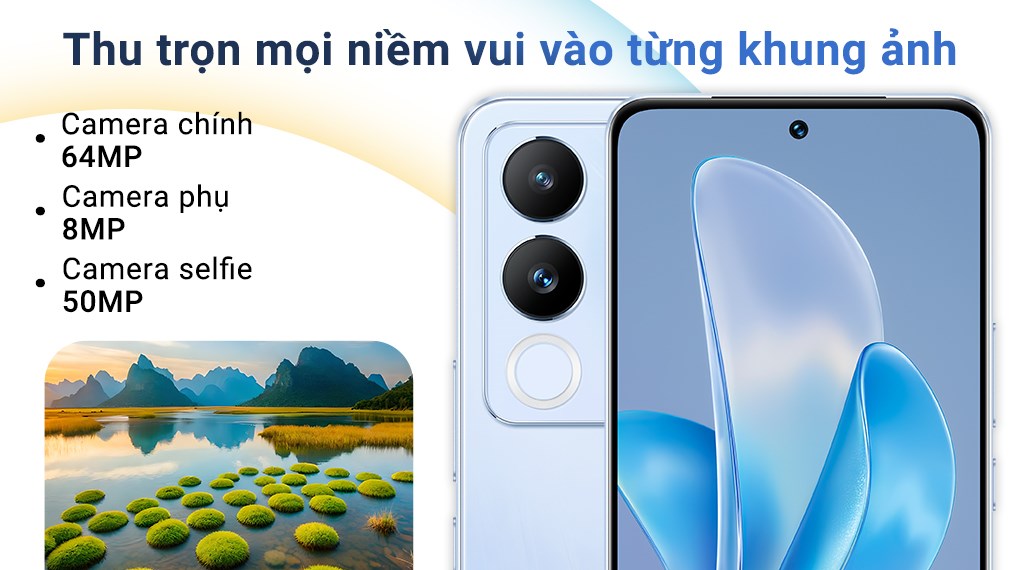 Thu trọn mọi niềm vui vào từng khung ảnh
• Camera chính
64MP
• Camera phụ
8MP
• Camera selfie
50MP